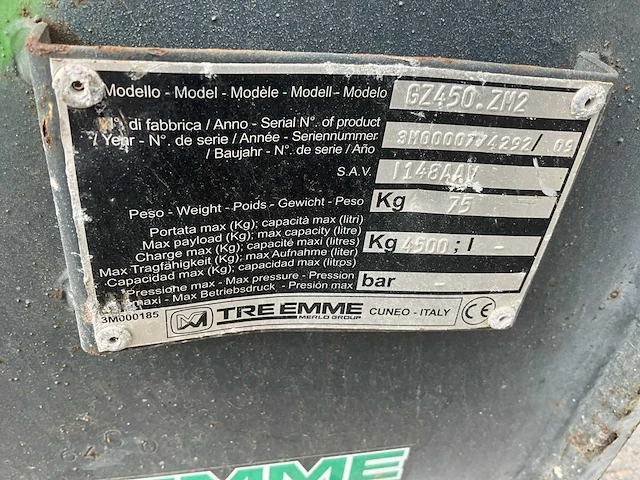 Modello - Model - Modèle - Modell - Modelo GZ450.ZM2
N°. di fabbrica / Anno - Serial N°. of product
/ Year - N°. de série / Année - Seriennummer 3M0000774292/ 09
/ Baujahr - N°. de serie / Año
S.A.V. I148AAV
Peso - Weight - Poids - Gewicht - Peso Kg 75
Portata max (Kg); capacità max (litri)
Max payload (Kg); max capacity (litre)
Charge max (Kg); capacité maxi (litres) Kg 4500 ; l -
Max Tragfähigkeit (Kg); max Aufnahme (liter)
Capacidad max (Kg); capacidad max (litros)
Pressione max - Max pressure - Pression bar -
maxi - Max Betriebsdruck - Presión max
3M000185 TRE EMME CUNEO - ITALY CE
MERLO GROUP
EMME